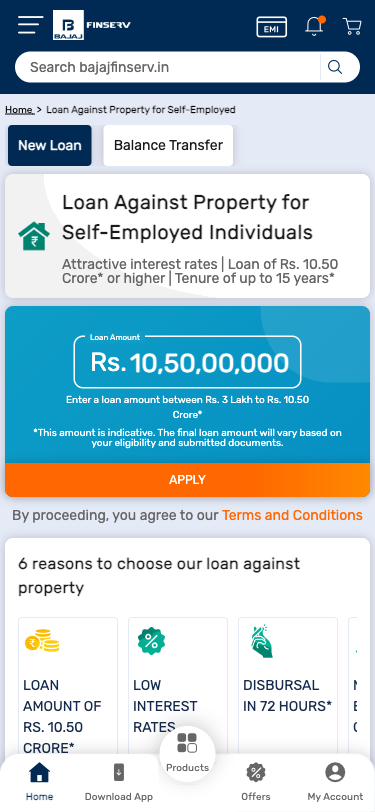 B
BAJAJ
FINSERV
EMI
Search bajajfinserv.in
Home > Loan Against Property for Self-Employed
New Loan
Balance Transfer
Loan Against Property for
Self-Employed Individuals
Attractive interest rates | Loan of Rs. 10.50
Crore* or higher | Tenure of up to 15 years*
Loan Amount
Rs. 10,50,00,000
Enter a loan amount between Rs. 3 Lakh to Rs. 10.50
Crore*
*This amount is indicative. The final loan amount will vary based on
your eligibility and submitted documents.
APPLY
By proceeding, you agree to our Terms and Conditions
6 reasons to choose our loan against
property
LOAN
AMOUNT OF
RS. 10.50
CRORE*
LOW
INTEREST
RATES
DISBURSAL
IN 72 HOURS*
Home
Download App
Products
Offers
My Account